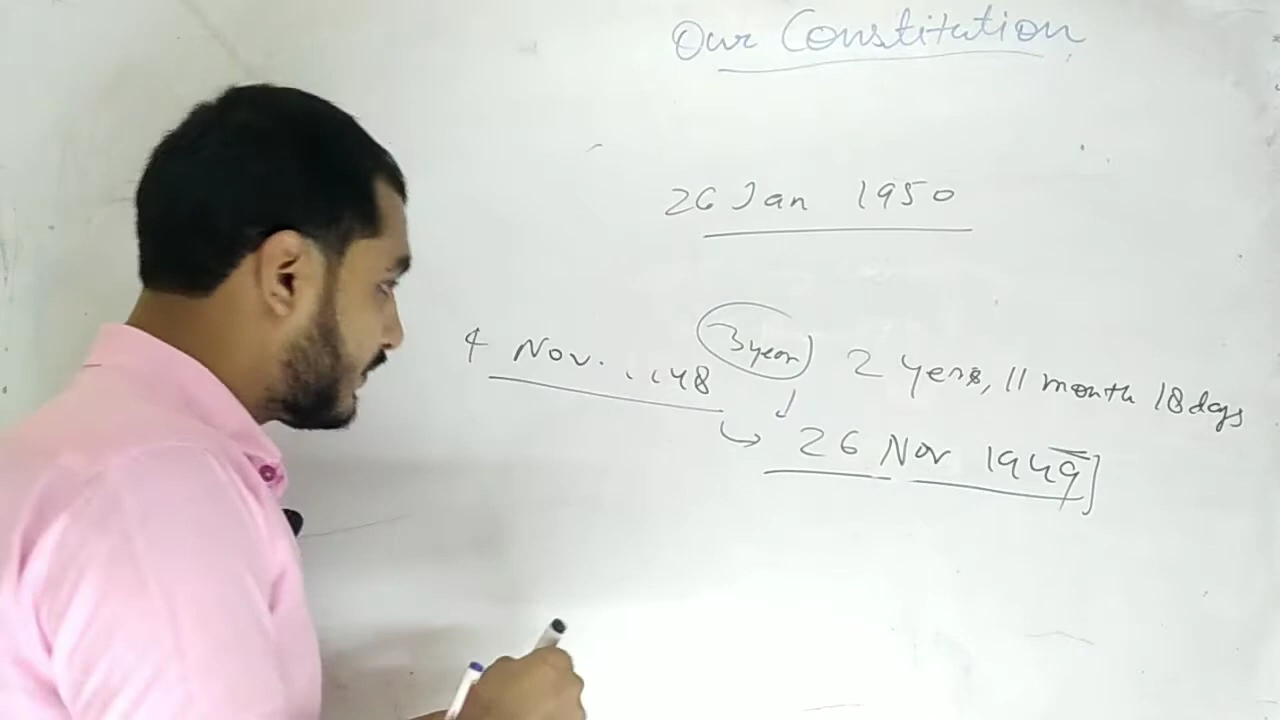 Our Constitution
26 Jan 1950
3 year
2 years, 11 month 18 days
4 Nov. ..48
26 Nov 1949]